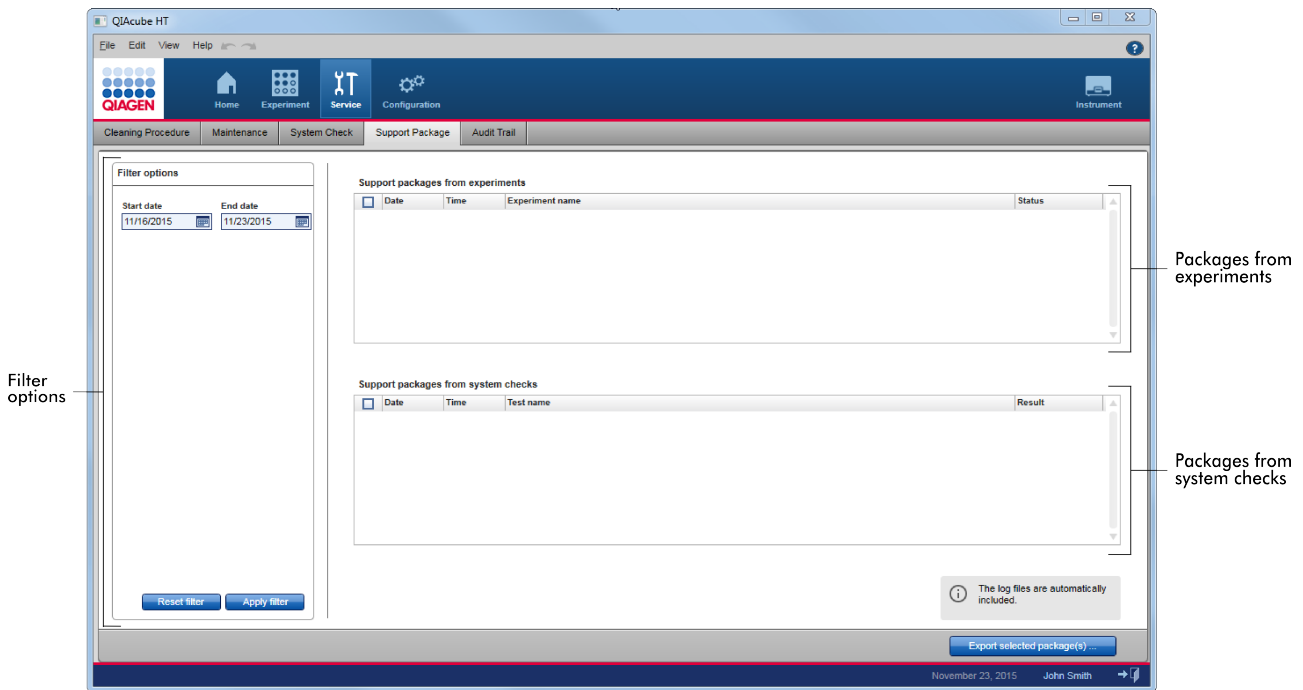 QIAcube HT
File Edit View Help
?
QIAGEN
Home Experiment Service Configuration Instrument
Cleaning Procedure Maintenance System Check Support Package Audit Trail
Filter options
Start date End date
11/16/2015 11/23/2015
Reset filter Apply filter
Support packages from experiments
Date Time Experiment name Status
Support packages from system checks
Date Time Test name Result
The log files are automatically
included.
Export selected package(s) ...
November 23, 2015 John Smith
Filter
options
Packages from
experiments
Packages from
system checks